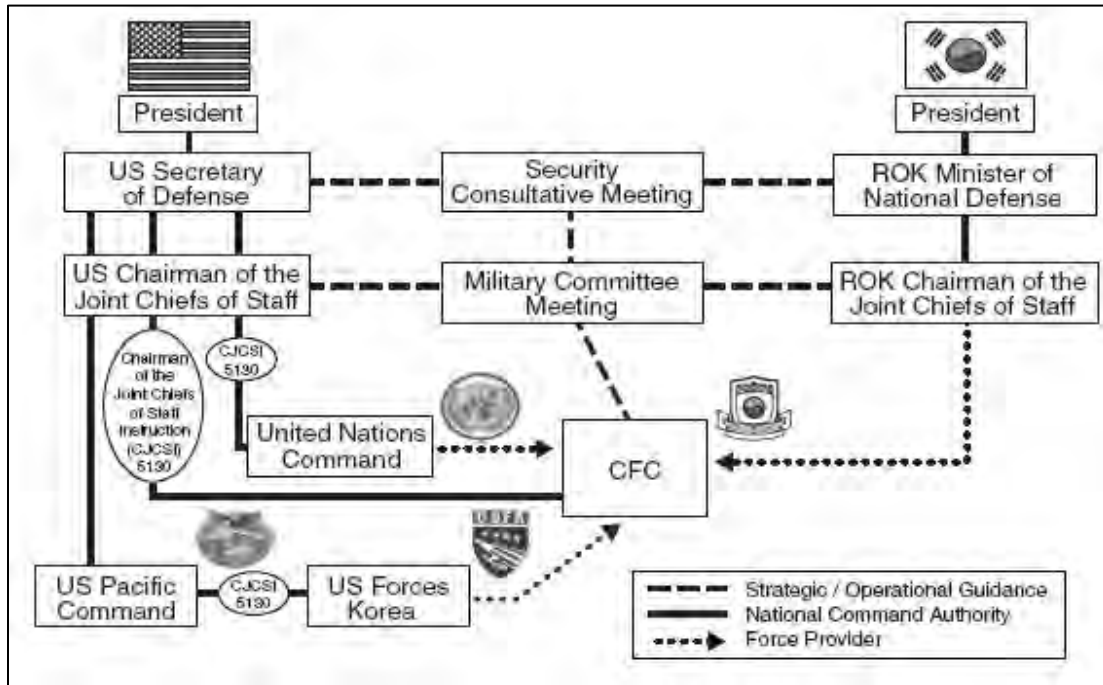 President
President
US Secretary
of Defense
Security
Consultative Meeting
ROK Minister of
National Defense
US Chairman of the
Joint Chiefs of Staff
Military Committee
Meeting
ROK Chairman of the
Joint Chiefs of Staff
Chairman
of the
Joint Chiefs
of Staff
Instruction
(CJCSI)
5130
CJCSI
5130
United Nations
Command
CFC
US Pacific
Command
CJCSI
5130
US Forces
Korea
Strategic / Operational Guidance
National Command Authority
Force Provider